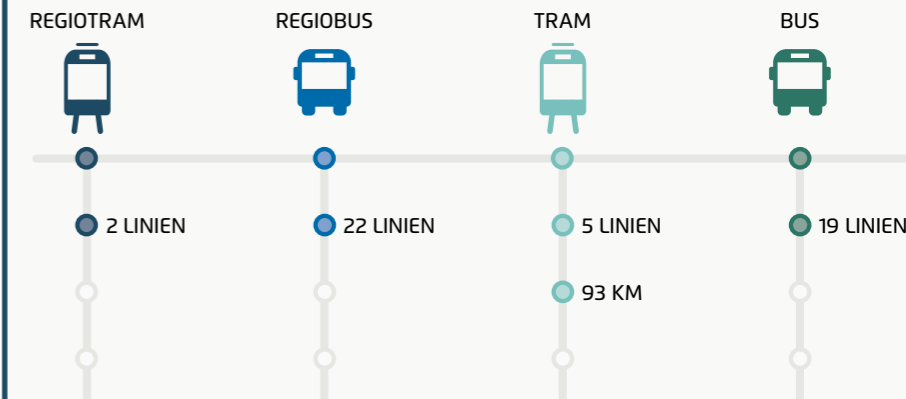 REGIOTRAM REGIOBUS TRAM BUS
2 LINIEN 22 LINIEN 5 LINIEN 19 LINIEN
93 KM